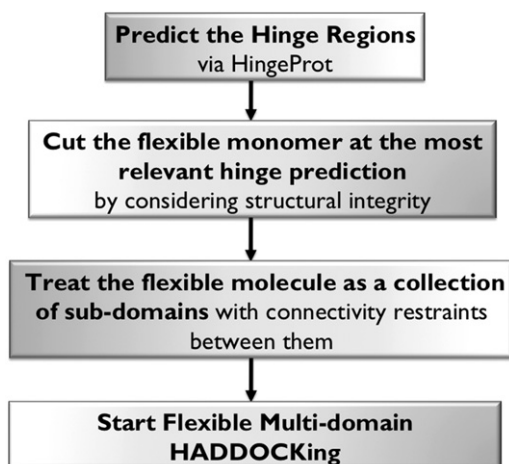 Predict the Hinge Regions
via HingeProt
Cut the flexible monomer at the most
relevant hinge prediction
by considering structural integrity
Treat the flexible molecule as a collection
of sub-domains with connectivity restraints
between them
Start Flexible Multi-domain
HADDOCKing